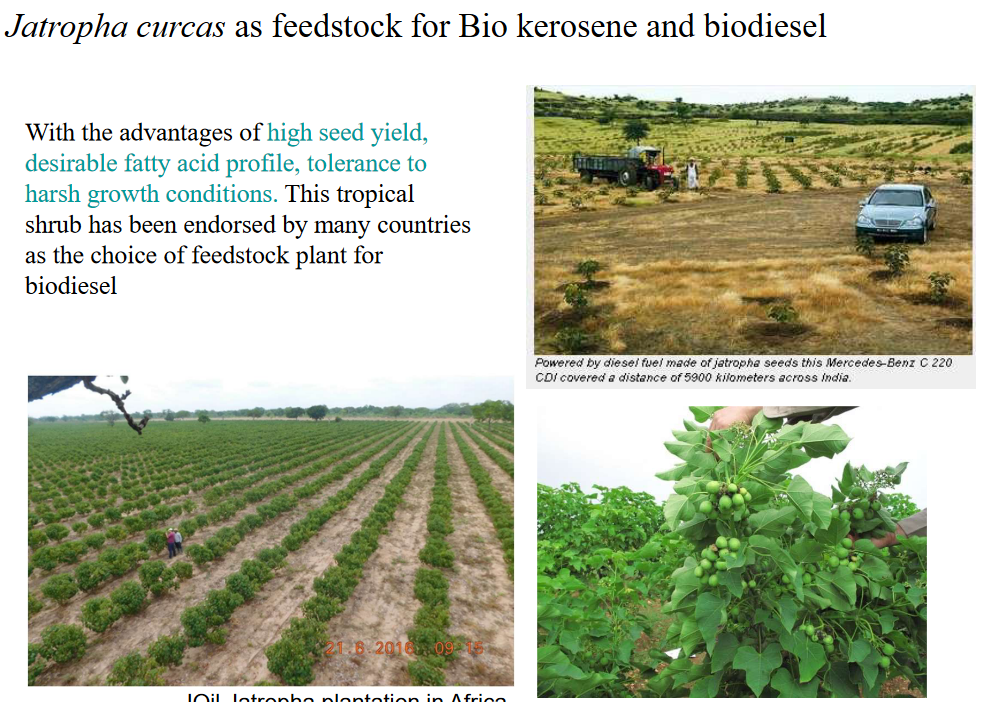 Jatropha curcas as feedstock for Bio kerosene and biodiesel
With the advantages of high seed yield,
desirable fatty acid profile, tolerance to
harsh growth conditions. This tropical
shrub has been endorsed by many countries
as the choice of feedstock plant for
biodiesel
Powered by diesel fuel made of jatropha seeds this Mercedes-Benz C 220
CDI covered a distance of 5900 kilometers across India.
21.8.2016 09:15
JOil Jatropha plantation in Africa